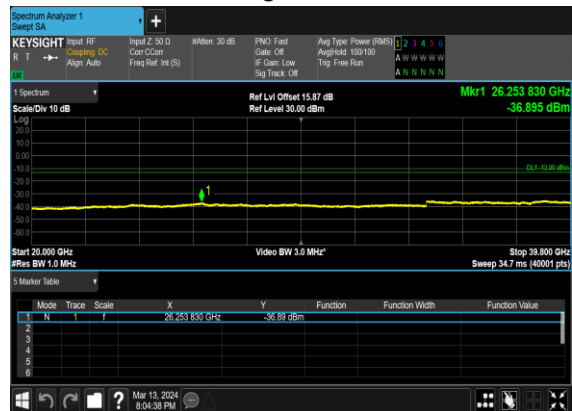 Spectrum Analyzer 1
Swept SA
+
KEYSIGHT Input: RF Input Z: 50 Ω #Atten: 30 dB PNO: Fast Avg Type: Power (RMS) 1 2 3 4 5 6
R T Coupling: DC Corr CCorr Gate: Off Avg|Hold: 100/100 A W W W W W
Align: Auto Freq Ref: Int (S) IF Gain: Low Trig: Free Run
LXI Sig Track: Off A N N N N N
1 Spectrum Ref Lvl Offset 15.87 dB Mkr1 26.253 830 GHz
Scale/Div 10 dB Ref Level 30.00 dBm -36.895 dBm
Log
20.0
10.0
0.00
-10.0 DL1 -13.00 dBm
-20.0
-30.0 1
-40.0
-50.0
-60.0
Start 20.000 GHz Video BW 3.0 MHz* Stop 39.800 GHz
#Res BW 1.0 MHz Sweep 34.7 ms (40001 pts)
5 Marker Table
Mode Trace Scale X Y Function Function Width Function Value
1 N 1 f 26.253 830 GHz -36.89 dBm
2
3
4
5
6
? Mar 13, 2024
8:04:38 PM